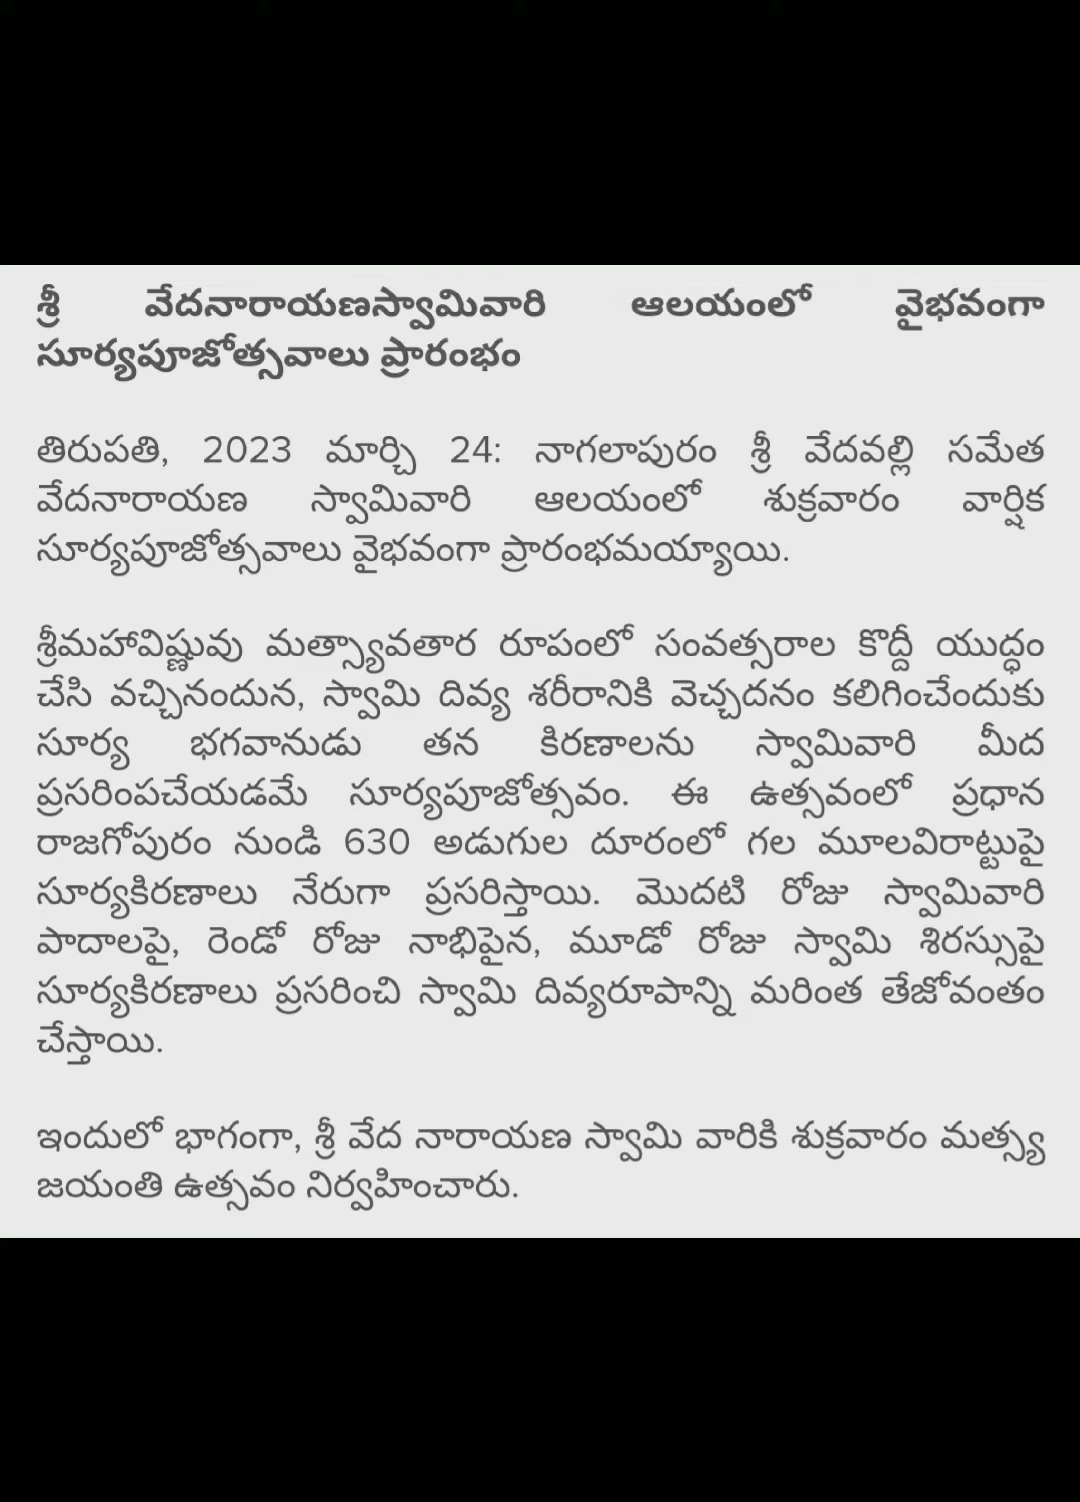 శ్రీ వేదనారాయణస్వామివారి ఆలయంలో వైభవంగా
సూర్యపూజోత్సవాలు ప్రారంభం
తిరుపతి, 2023 మార్చి 24: నాగలాపురం శ్రీ వేదవల్లి సమేత
వేదనారాయణ స్వామివారి ఆలయంలో శుక్రవారం వార్షిక
సూర్యపూజోత్సవాలు వైభవంగా ప్రారంభమయ్యాయి.
శ్రీమహావిష్ణువు మత్స్యావతార రూపంలో సంవత్సరాల కొద్దీ యుద్ధం
చేసి వచ్చినందున, స్వామి దివ్య శరీరానికి వెచ్చదనం కలిగించేందుకు
సూర్య భగవానుడు తన కిరణాలను స్వామివారి మీద
ప్రసరింపచేయడమే సూర్యపూజోత్సవం. ఈ ఉత్సవంలో ప్రధాన
రాజగోపురం నుండి 630 అడుగుల దూరంలో గల మూలవిరాట్టుపై
సూర్యకిరణాలు నేరుగా ప్రసరిస్తాయి. మొదటి రోజు స్వామివారి
పాదాలపై, రెండో రోజు నాభిపైన, మూడో రోజు స్వామి శిరస్సుపై
సూర్యకిరణాలు ప్రసరించి స్వామి దివ్యరూపాన్ని మరింత తేజోవంతం
చేస్తాయి.
ఇందులో భాగంగా, శ్రీ వేద నారాయణ స్వామి వారికి శుక్రవారం మత్స్య
జయంతి ఉత్సవం నిర్వహించారు.